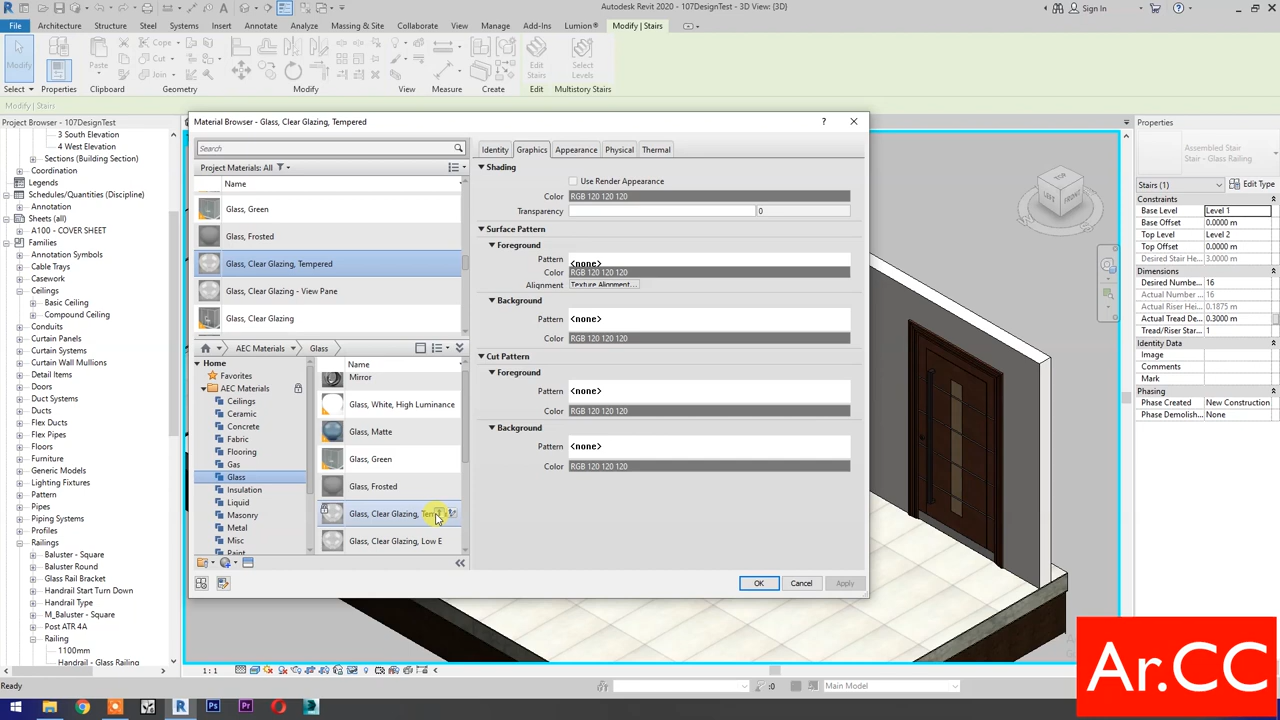 Autodesk Revit 2020 - 107DesignTest - 3D View: {3D}
Sign In
File Architecture Structure Steel Systems Insert Annotate Analyze Massing & Site Collaborate View Manage Add-Ins Lumion® Modify | Stairs
Modify
Paste
Cope
Cut
Join
Edit Stairs
Select Levels
Select Properties Clipboard Geometry Modify View Measure Create Edit Multistory Stairs
Modify | Stairs
Project Browser - 107DesignTest
3 South Elevation
4 West Elevation
Sections (Building Section)
Coordination
Legends
Schedules/Quantities (Discipline)
Annotation
Sheets (all)
A100 - COVER SHEET
Families
Annotation Symbols
Cable Trays
Casework
Ceilings
Basic Ceiling
Compound Ceiling
Conduits
Curtain Panels
Curtain Systems
Curtain Wall Mullions
Detail Items
Doors
Duct Systems
Ducts
Flex Ducts
Flex Pipes
Floors
Furniture
Generic Models
Lighting Fixtures
Pattern
Pipes
Piping Systems
Profiles
Railings
Baluster - Square
Baluster Round
Glass Rail Bracket
Handrail Start Turn Down
Handrail Type
M_Baluster - Square
Post ATR 4A
Railing
1100mm
Handrail - Glass Railing
Material Browser - Glass, Clear Glazing, Tempered
?
Search
Project Materials: All
Name
Glass, Green
Glass, Frosted
Glass, Clear Glazing, Tempered
Glass, Clear Glazing - View Pane
Glass, Clear Glazing
AEC Materials
Glass
Home
Favorites
AEC Materials
Ceilings
Ceramic
Concrete
Fabric
Flooring
Gas
Glass
Insulation
Liquid
Masonry
Metal
Misc
Paint
Name
Mirror
Glass, White, High Luminance
Glass, Matte
Glass, Green
Glass, Frosted
Glass, Clear Glazing,
Glass, Clear Glazing, Low E
Identity Graphics Appearance Physical Thermal
Shading
Use Render Appearance
Color RGB 120 120 120
Transparency 0
Surface Pattern
Foreground
Pattern <none>
Color RGB 120 120 120
Alignment Texture Alignment...
Background
Pattern <none>
Color RGB 120 120 120
Cut Pattern
Foreground
Pattern <none>
Color RGB 120 120 120
Background
Pattern <none>
Color RGB 120 120 120
OK Cancel Apply
TOP
FRONT
Properties
Assembled Stair
Stair - Glass Railing
Stairs (1) Edit Type
Constraints
Base Level Level 1
Base Offset 0.0000 m
Top Level Level 2
Top Offset 0.0000 m
Desired Stair He... 3.0000 m
Dimensions
Desired Number... 16
Actual Number... 16
Actual Riser Heig... 0.1875 m
Actual Tread De... 0.3000 m
Tread/Riser Star... 1
Identity Data
Image
Comments
Mark
Phasing
Phase Created New Construction
Phase Demolish... None
1 : 1
Ready
:0
Main Model
Ar.CC